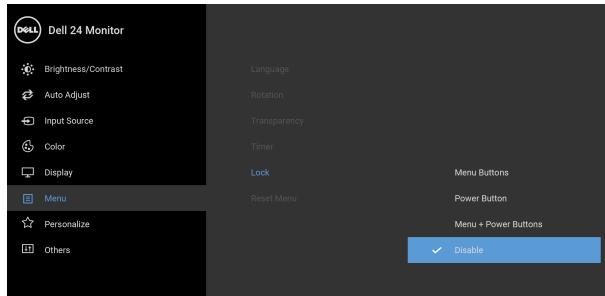 DELL Dell 24 Monitor
Brightness/Contrast
Auto Adjust
Input Source
Color
Display
Menu
Personalize
Others
Language
Rotation
Transparency
Timer
Lock
Reset Menu
Menu Buttons
Power Button
Menu + Power Buttons
Disable